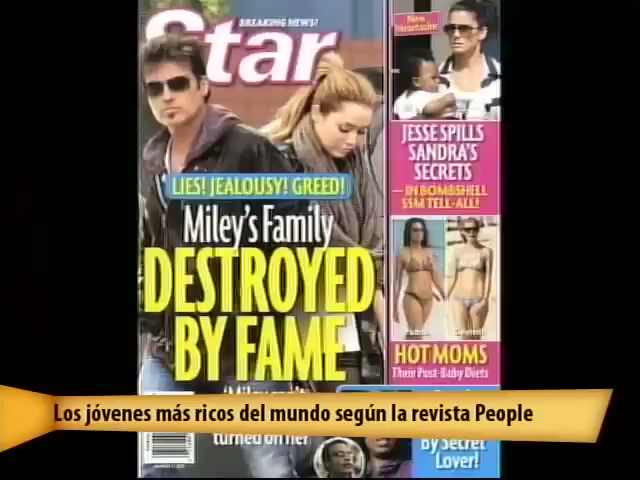 BREAKING NEWS!
Star
New
Heartache
JESSE SPILLS
SANDRA'S
SECRETS
— IN BOMBSHELL
$5M TELL-ALL!
LIES! JEALOUSY! GREED!
Miley's Family
DESTROYED
BY FAME
HOT MOMS
Their Post-Baby Diets
Los jóvenes más ricos del mundo según la revista People
turned on her
By Secret
Lover!